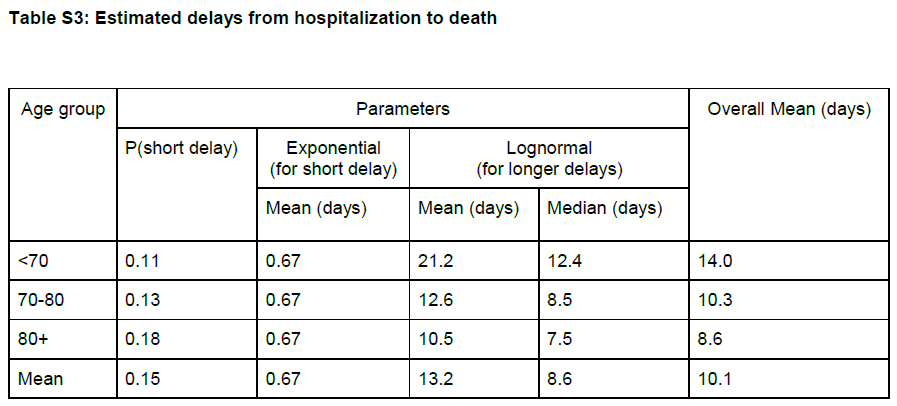 Table S3: Estimated delays from hospitalization to death
Age group Parameters Overall Mean (days)
P(short delay) Exponential (for short delay) Lognormal (for longer delays)
Mean (days) Mean (days) Median (days)
<70 0.11 0.67 21.2 12.4 14.0
70-80 0.13 0.67 12.6 8.5 10.3
80+ 0.18 0.67 10.5 7.5 8.6
Mean 0.15 0.67 13.2 8.6 10.1